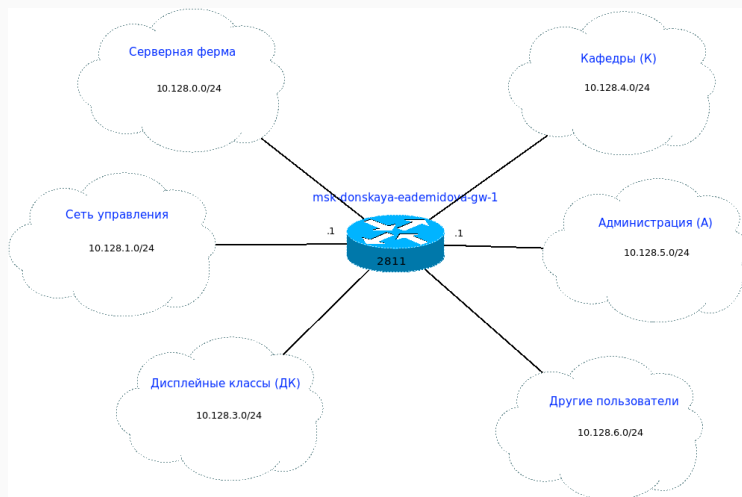 Серверная ферма
10.128.0.0/24
Кафедры (К)
10.128.4.0/24
msk-donskaya-eademidova-gw-1
Сеть управления
10.128.1.0/24
.1
.1
2811
Администрация (А)
10.128.5.0/24
Дисплейные классы (ДК)
10.128.3.0/24
Другие пользователи
10.128.6.0/24